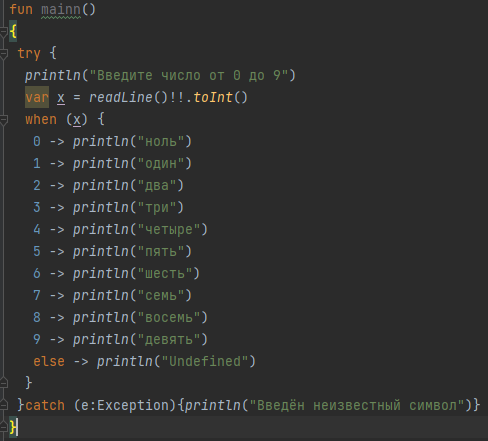 fun mainn()
{
try {
println("Введите число от 0 до 9")
var x = readLine()!!.toInt()
when (x) {
0 -> println("ноль")
1 -> println("один")
2 -> println("два")
3 -> println("три")
4 -> println("четыре")
5 -> println("пять")
6 -> println("шесть")
7 -> println("семь")
8 -> println("восемь")
9 -> println("девять")
else -> println("Undefined")
}
}catch (e:Exception){println("Введён неизвестный символ")}
}